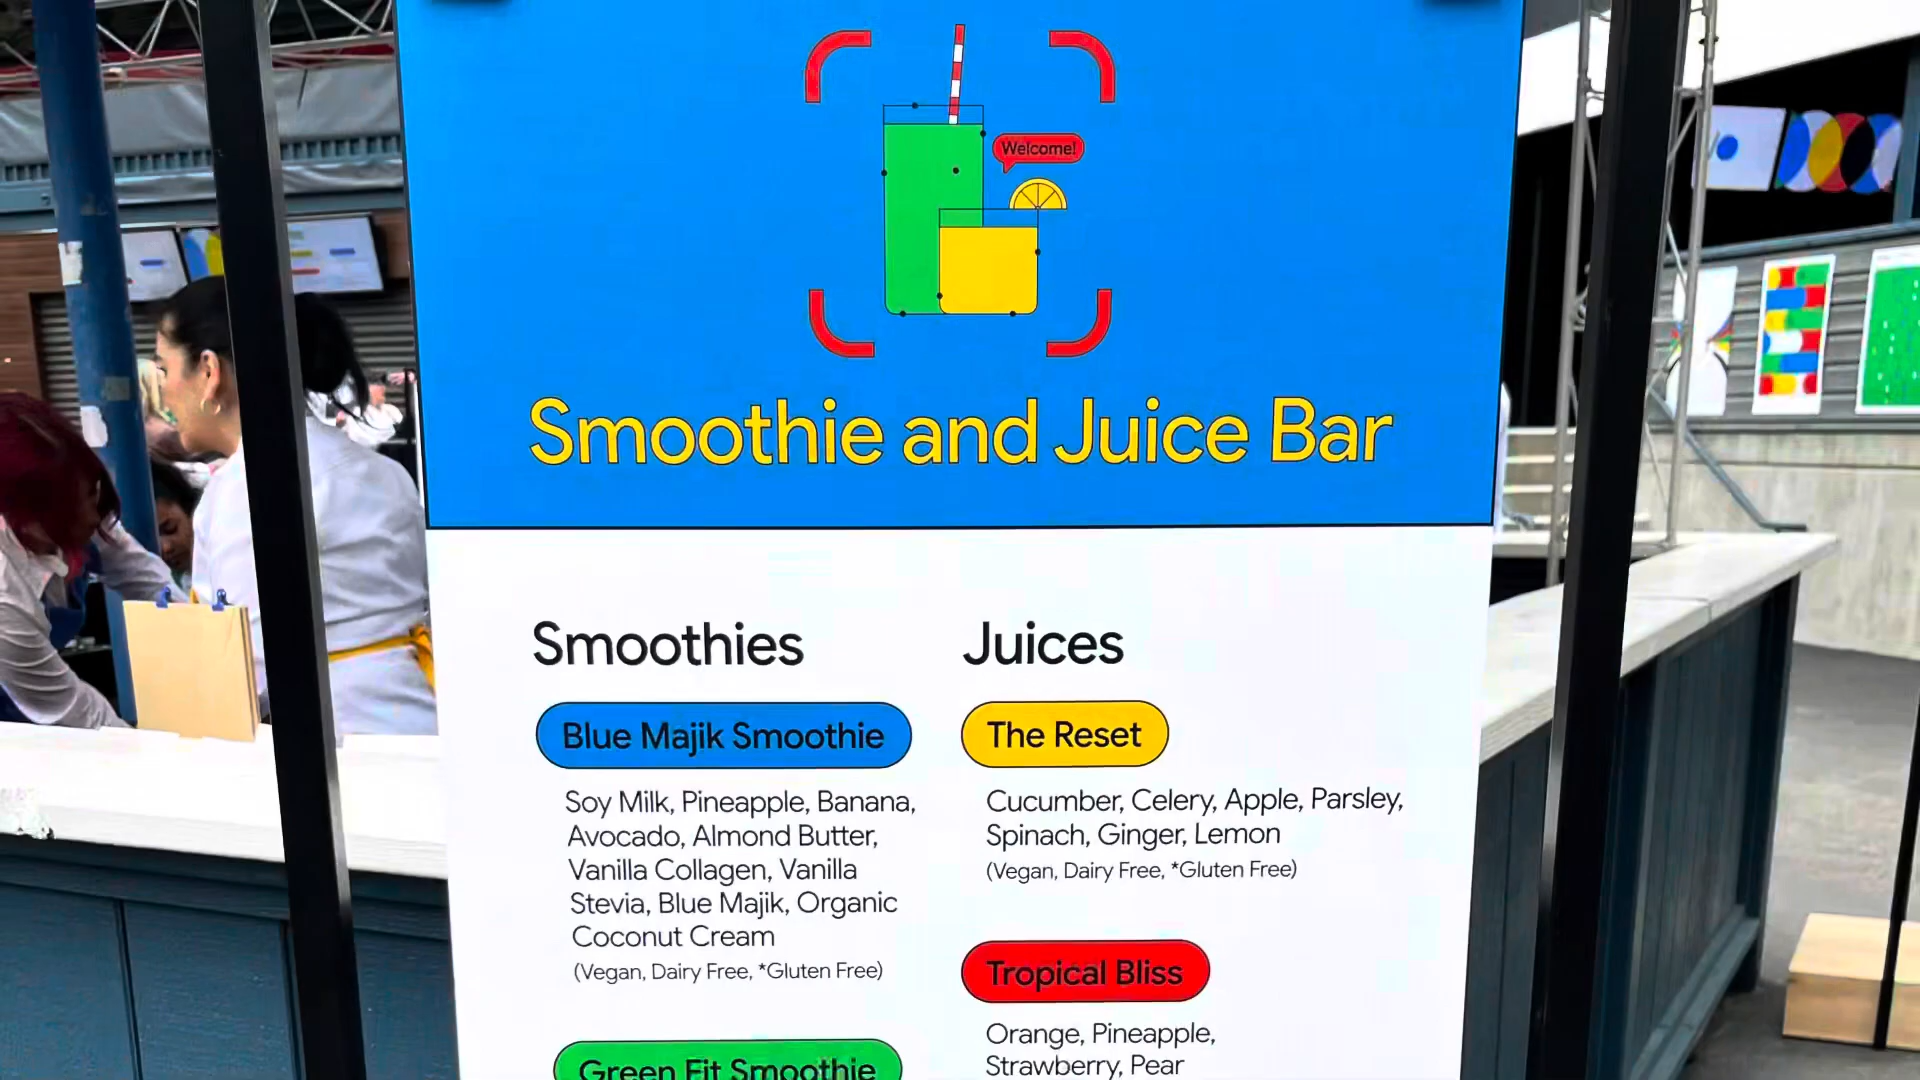 Welcome!
Smoothie and Juice Bar
Smoothies
Blue Majik Smoothie
Soy Milk, Pineapple, Banana,
Avocado, Almond Butter,
Vanilla Collagen, Vanilla
Stevia, Blue Majik, Organic
Coconut Cream
(Vegan, Dairy Free, *Gluten Free)
Green Fit Smoothie
Juices
The Reset
Cucumber, Celery, Apple, Parsley,
Spinach, Ginger, Lemon
(Vegan, Dairy Free, *Gluten Free)
Tropical Bliss
Orange, Pineapple,
Strawberry, Pear